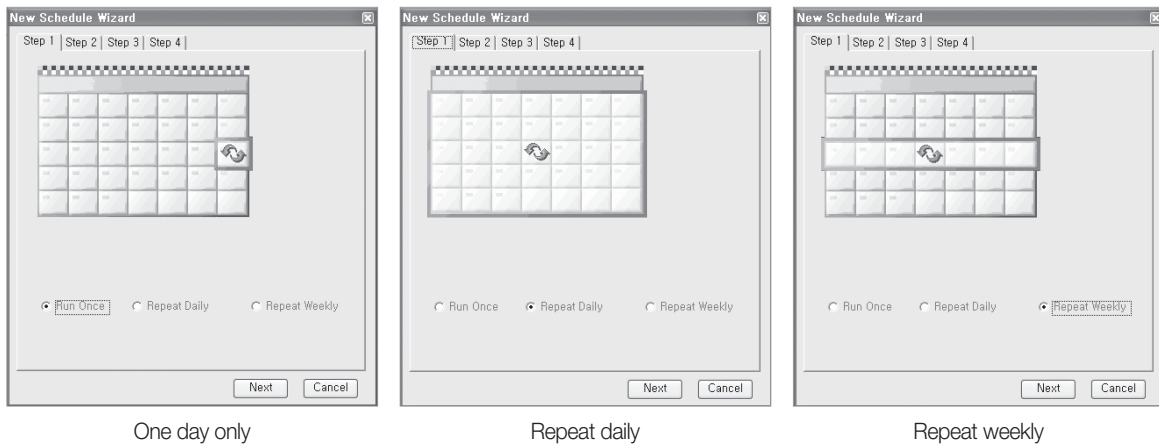 New Schedule Wizard
Step 1 Step 2 Step 3 Step 4
Run Once Repeat Daily Repeat Weekly
Next Cancel
One day only
New Schedule Wizard
Step 1 Step 2 Step 3 Step 4
Run Once Repeat Daily Repeat Weekly
Next Cancel
Repeat daily
New Schedule Wizard
Step 1 Step 2 Step 3 Step 4
Run Once Repeat Daily Repeat Weekly
Next Cancel
Repeat weekly